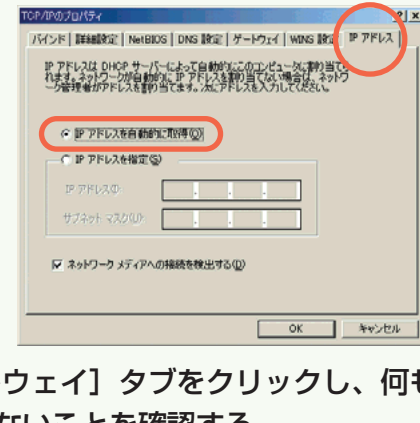 TCP/IPのプロパティ
バインド 詳細設定 NetBIOS DNS 設定 ゲートウェイ WINS 設定 IP アドレス
IP アドレスは DHCP サーバーによって自動的にこのコンピュータに割り当てら
れます。ネットワークが自動的に IP アドレスを割り当てない場合は、ネットワ
ーク管理者がアドレスを割り当てます。次にアドレスを入力してください。
IP アドレスを自動的に取得(O)
IP アドレスを指定(S)
IP アドレス(I):
サブネット マスク(U):
ネットワーク メディアへの接続を検出する(D)
OK キャンセル
ウェイ］タブをクリックし、何も
ないことを確認する